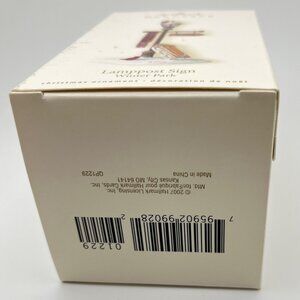 Lamppost Sign
Winter Park
christmas ornament • décoration de noël
QP1229
© 2007 Hallmark Licensing, Inc.
Mfd. for/Fabriqué pour Hallmark Cards, Inc.
Kansas City, MO 64141
Made in China
7 95902 99028 2
01229